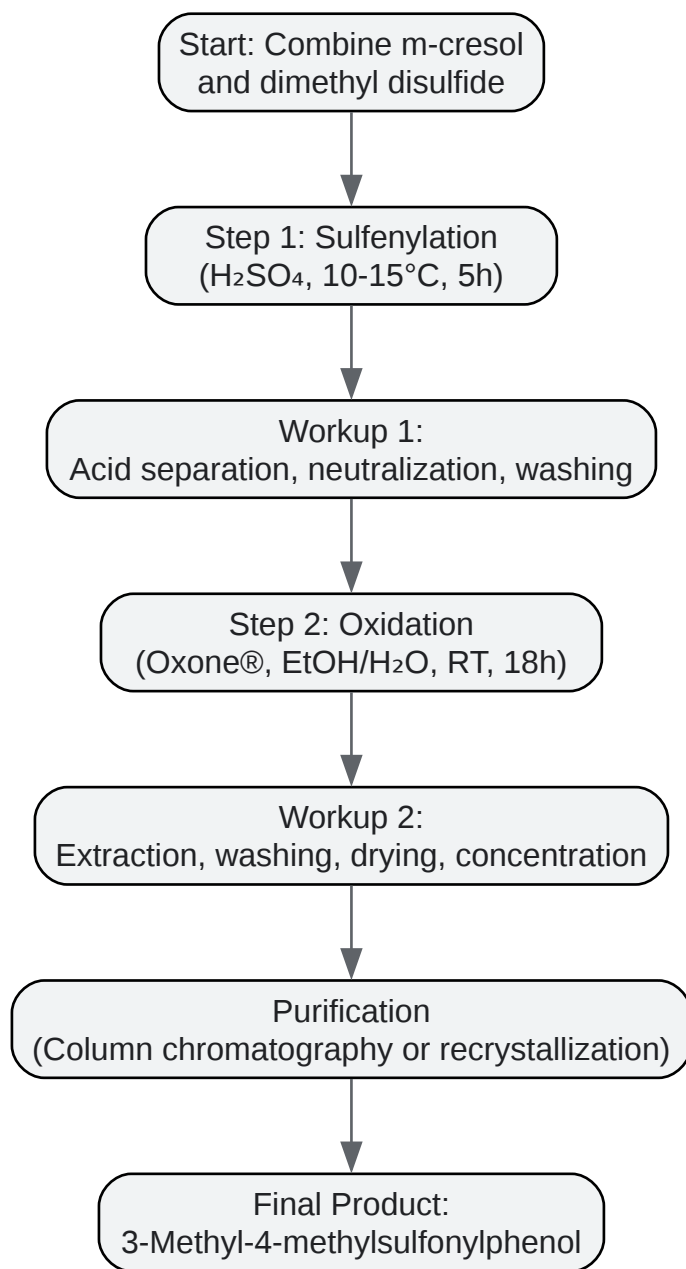 Start: Combine m-cresol
and dimethyl disulfide
Step 1: Sulfenylation
(H₂SO₄, 10-15°C, 5h)
Workup 1:
Acid separation, neutralization, washing
Step 2: Oxidation
(Oxone®, EtOH/H₂O, RT, 18h)
Workup 2:
Extraction, washing, drying, concentration
Purification
(Column chromatography or recrystallization)
Final Product:
3-Methyl-4-methylsulfonylphenol